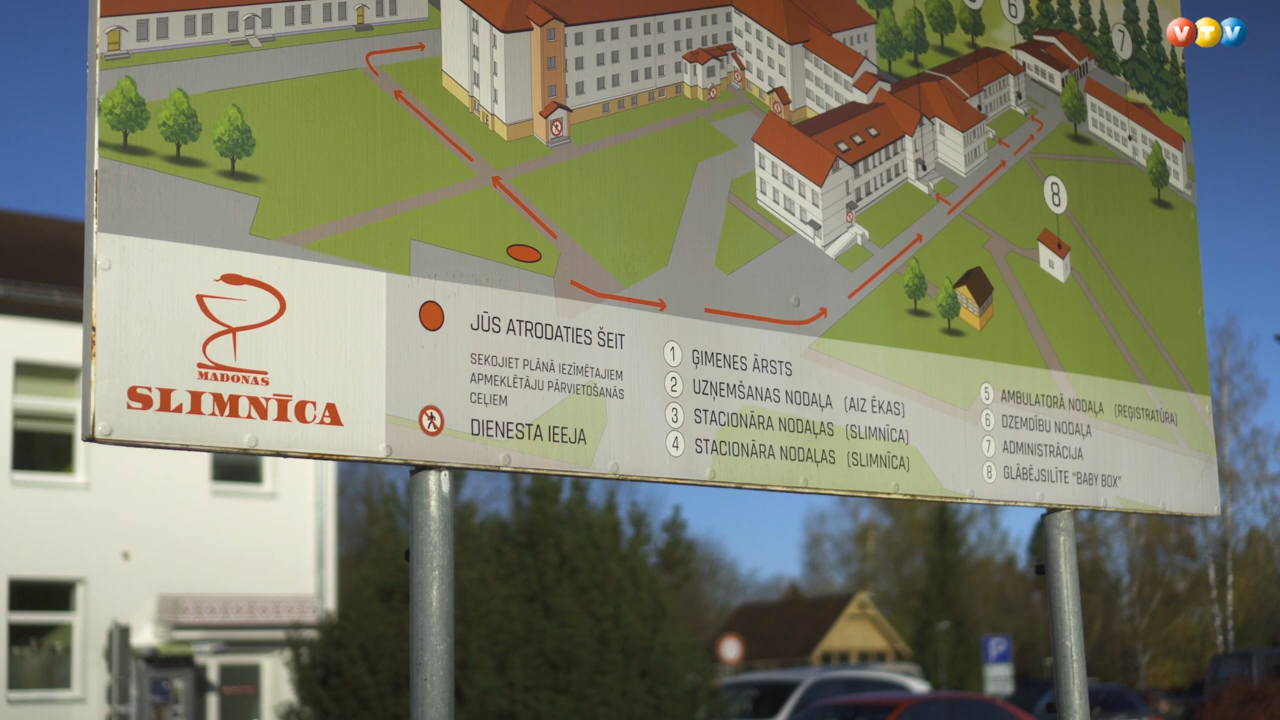 VTV
6
7
8
MADONAS
SLIMNĪCA
JŪS ATRODATIES ŠEIT
SEKOJIET PLĀNĀ IEZĪMĒTAJIEM
APMEKLĒTĀJU PĀRVIETOŠANĀS
CEĻIEM
DIENESTA IEEJA
1 ĢIMENES ĀRSTS
2 UZŅEMŠANAS NODAĻA (AIZ ĒKAS)
3 STACIONĀRA NODAĻAS (SLIMNĪCA)
4 STACIONĀRA NODAĻAS (SLIMNĪCA)
5 AMBULATORĀ NODAĻA (REĢISTRATŪRA)
6 DZEMDĪBU NODAĻA
7 ADMINISTRĀCIJA
8 GLĀBĒJSILĪTE "BABY BOX"
P